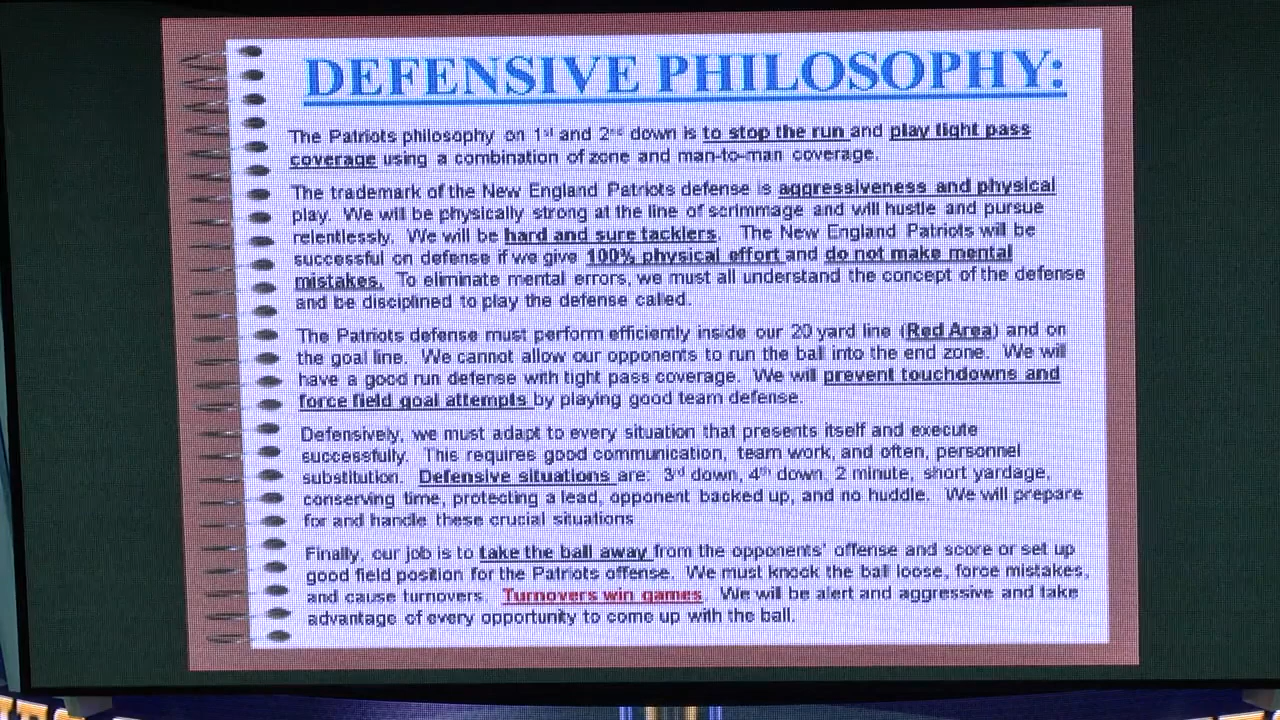 DEFENSIVE PHILOSOPHY:
The Patriots philosophy on 1st and 2nd down is to stop the run and play tight pass
coverage using a combination of zone and man-to-man coverage.
The trademark of the New England Patriots defense is aggressiveness and physical
play. We will be physically strong at the line of scrimmage and will hustle and pursue
relentlessly. We will be hard and sure tacklers. The New England Patriots will be
successful on defense if we give 100% physical effort and do not make mental
mistakes. To eliminate mental errors, we must all understand the concept of the defense
and be disciplined to play the defense called.
The Patriots defense must perform efficiently inside our 20 yard line (Red Area) and on
the goal line. We cannot allow our opponents to run the ball into the end zone. We will
have a good run defense with tight pass coverage. We will prevent touchdowns and
force field goal attempts by playing good team defense.
Defensively, we must adapt to every situation that presents itself and execute
successfully. This requires good communication, team work, and often, personnel
substitution. Defensive situations are: 3rd down, 4th down, 2 minute, short yardage,
conserving time, protecting a lead, opponent backed up, and no huddle. We will prepare
for and handle these crucial situations
Finally, our job is to take the ball away from the opponents' offense and score or set up
good field position for the Patriots offense. We must knock the ball loose, force mistakes,
and cause turnovers. Turnovers win games. We will be alert and aggressive and take
advantage of every opportunity to come up with the ball.